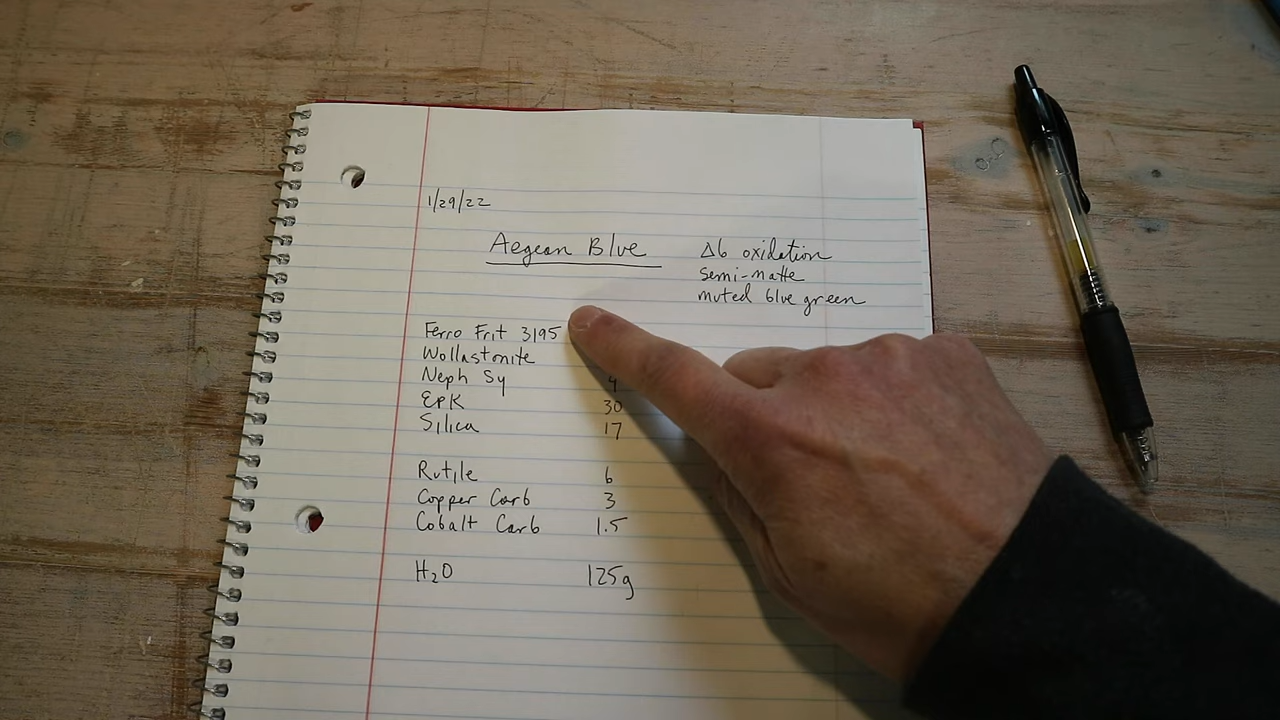 1/29/22
Aegean Blue
Δ6 oxidation
semi-matte
muted blue green
Ferro Frit 3195
Wollastonite
Neph Sy 4
EPK 30
Silica 17
Rutile 6
Copper Carb 3
Cobalt Carb 1.5
H₂O 125g